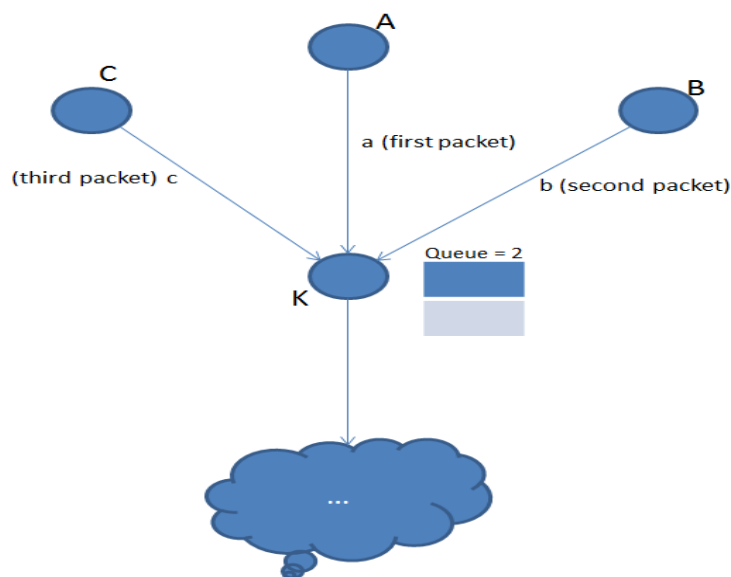 A
C
B
a (first packet)
(third packet) c
b (second packet)
Queue = 2
K
...